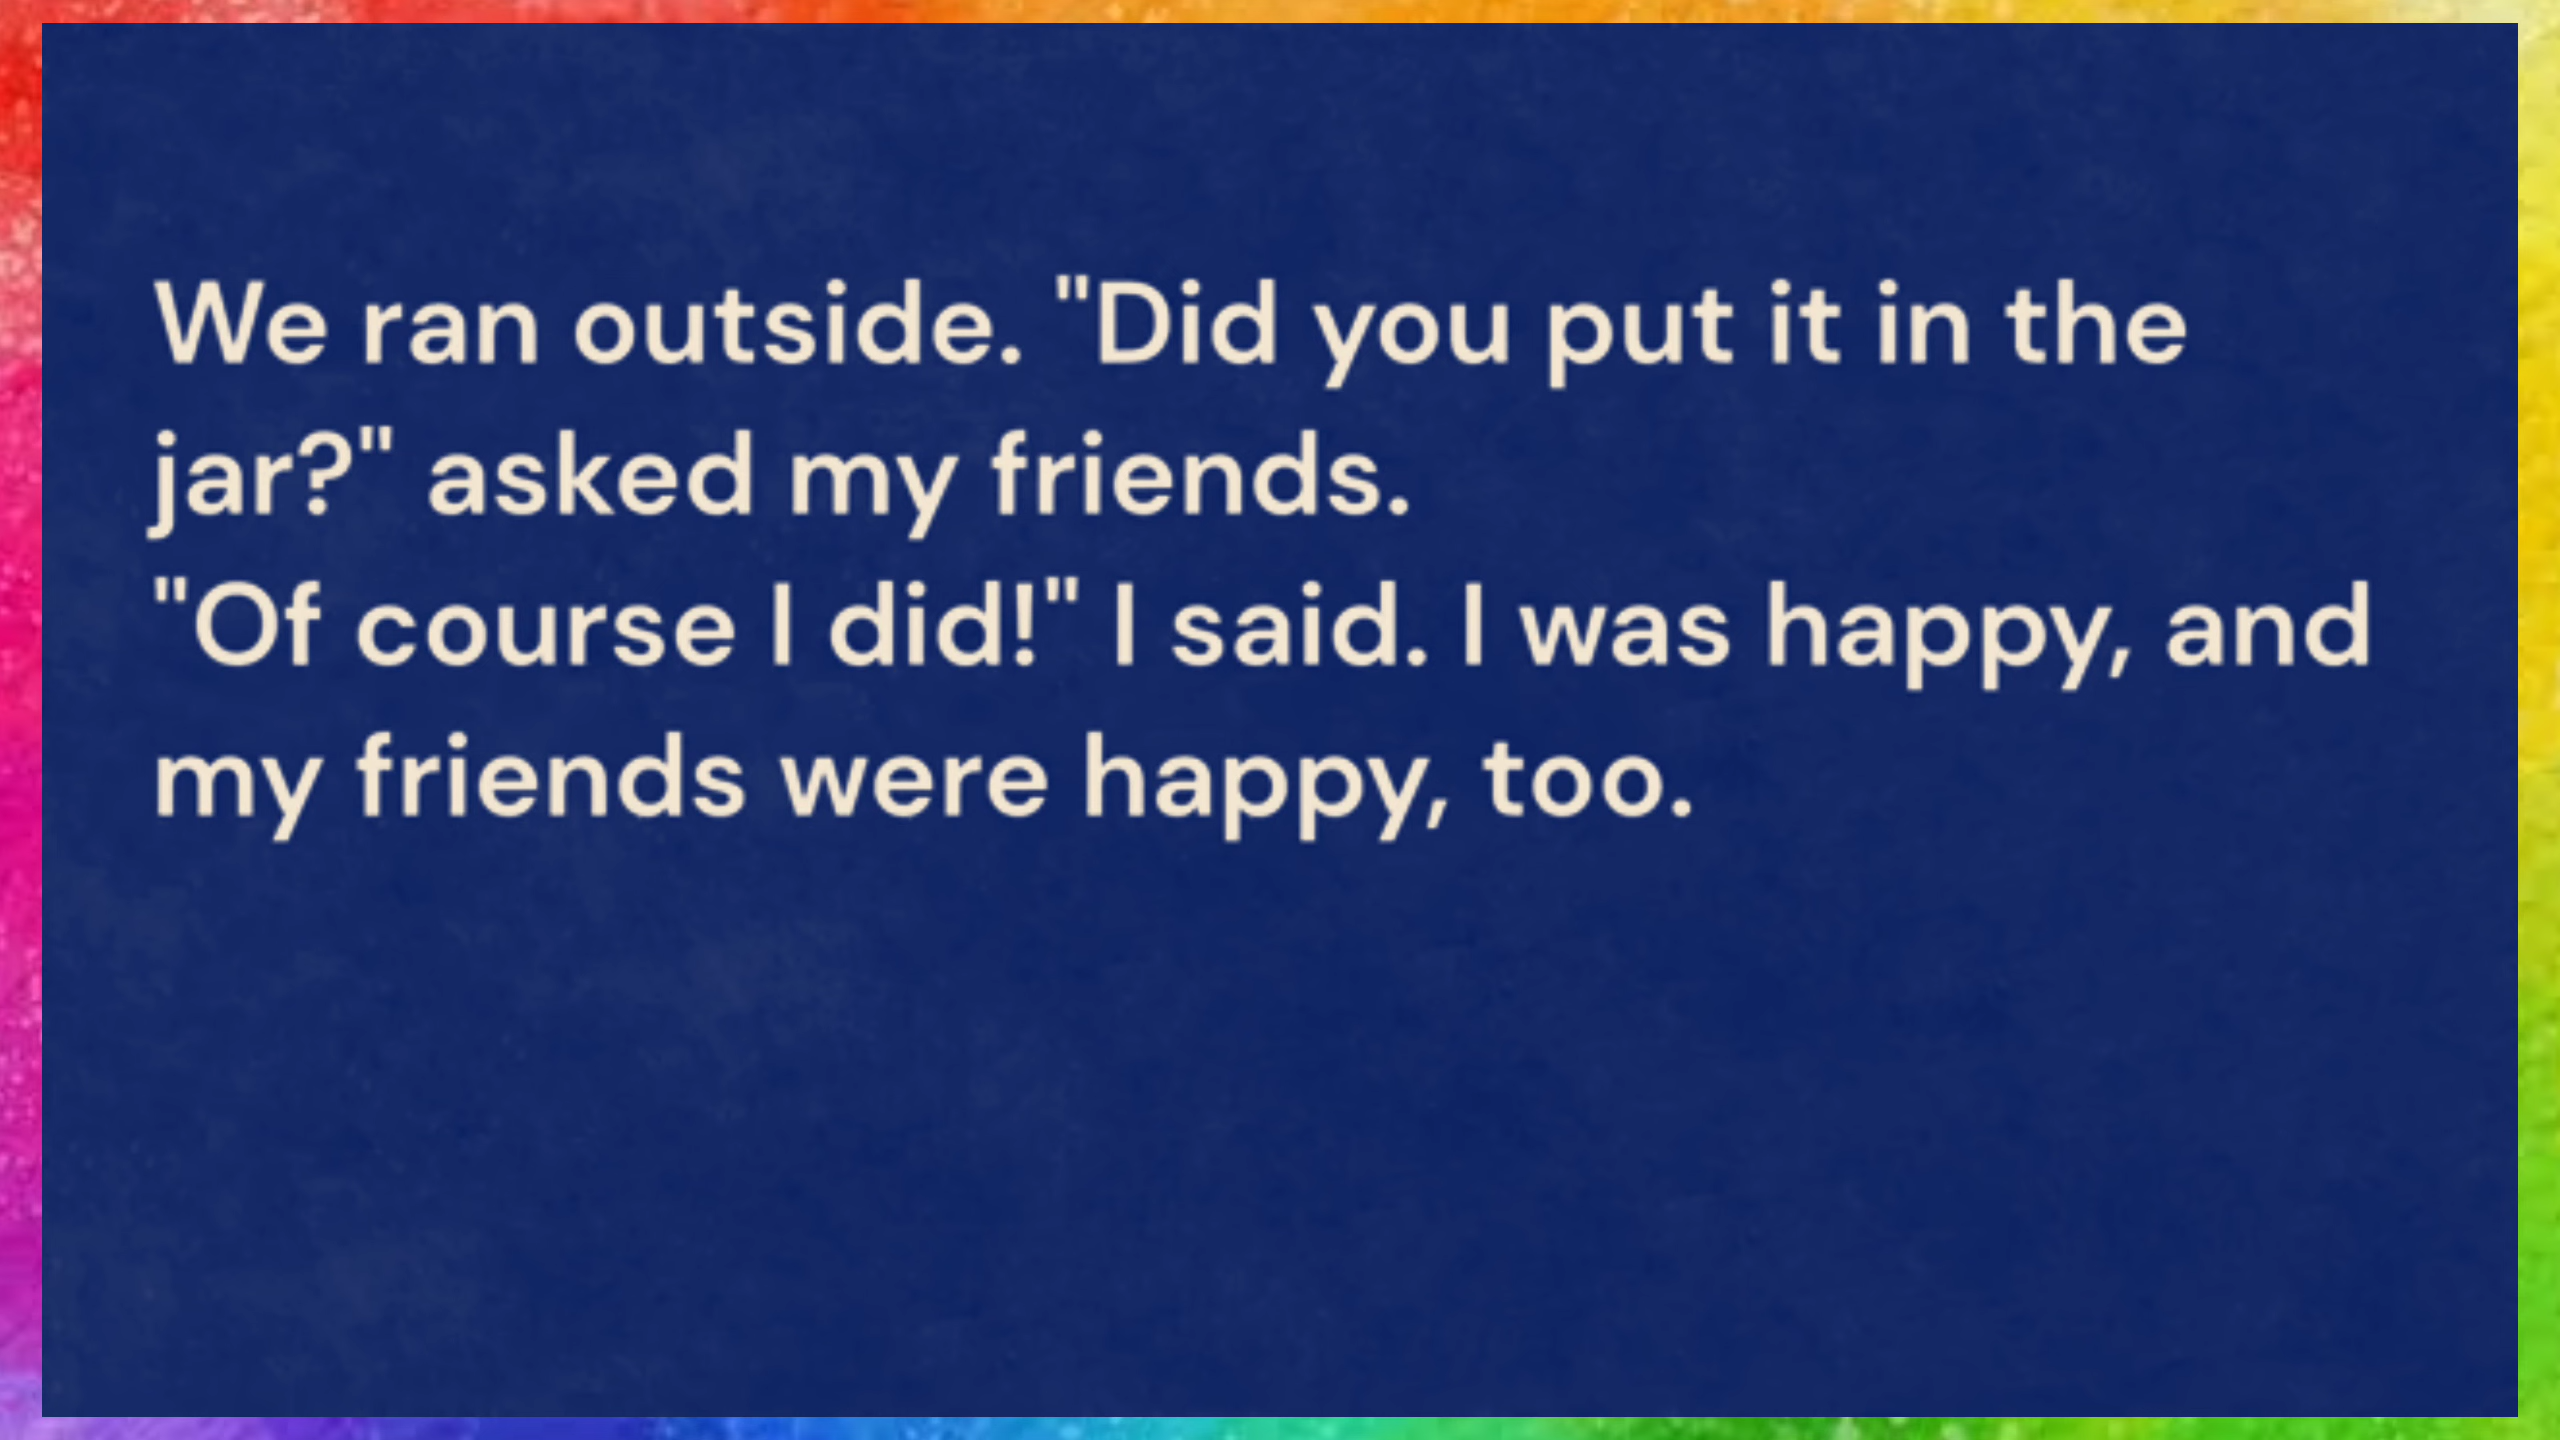 We ran outside. "Did you put it in the
jar?" asked my friends.
"Of course I did!" I said. I was happy, and
my friends were happy, too.